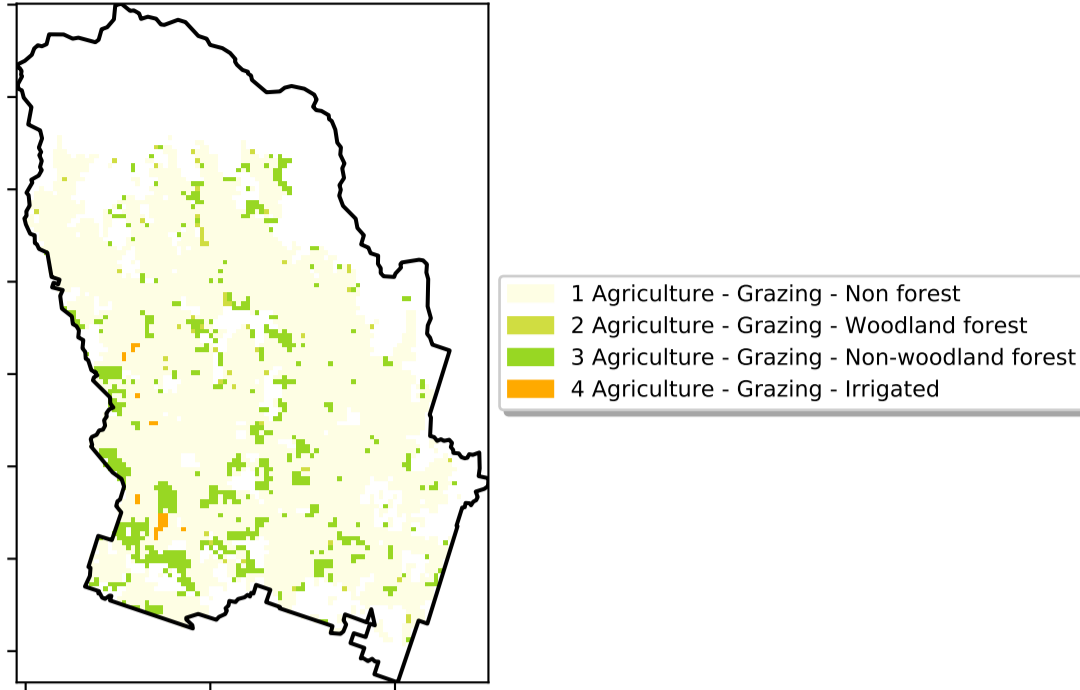 1 Agriculture - Grazing - Non forest
2 Agriculture - Grazing - Woodland forest
3 Agriculture - Grazing - Non-woodland forest
4 Agriculture - Grazing - Irrigated